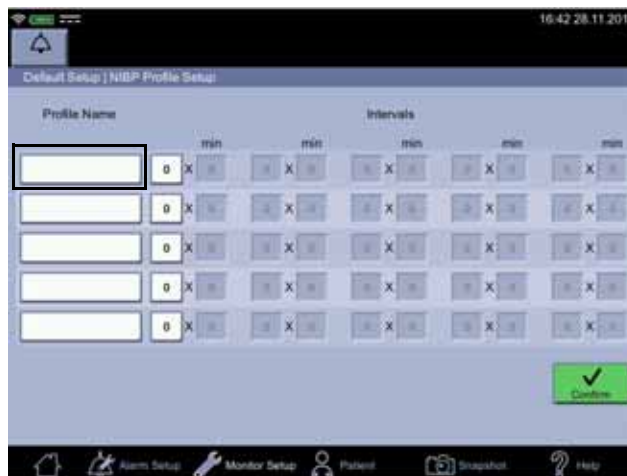 16:42 28.11.201
Default Setup | NIBP Profile Setup
Profile Name Intervals
min min min min min
0 X X X X X
0 X X X X X
0 X X X X X
0 X X X X X
0 X X X X X
Confirm
Alarm Setup Monitor Setup Patient Snapshot Help